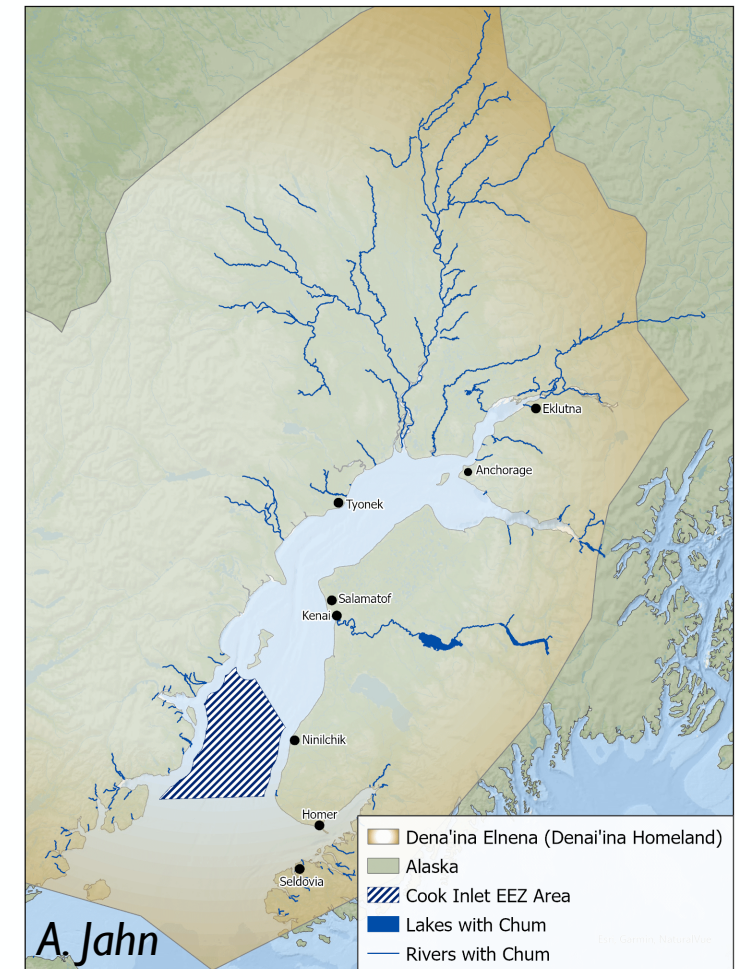 Eklutna
Anchorage
Tyonek
Salamatof
Kenai
Ninilchik
Homer
Seldovia
Dena'ina Elnena (Denai'ina Homeland)
Alaska
Cook Inlet EEZ Area
Lakes with Chum
Rivers with Chum
A. Jahn